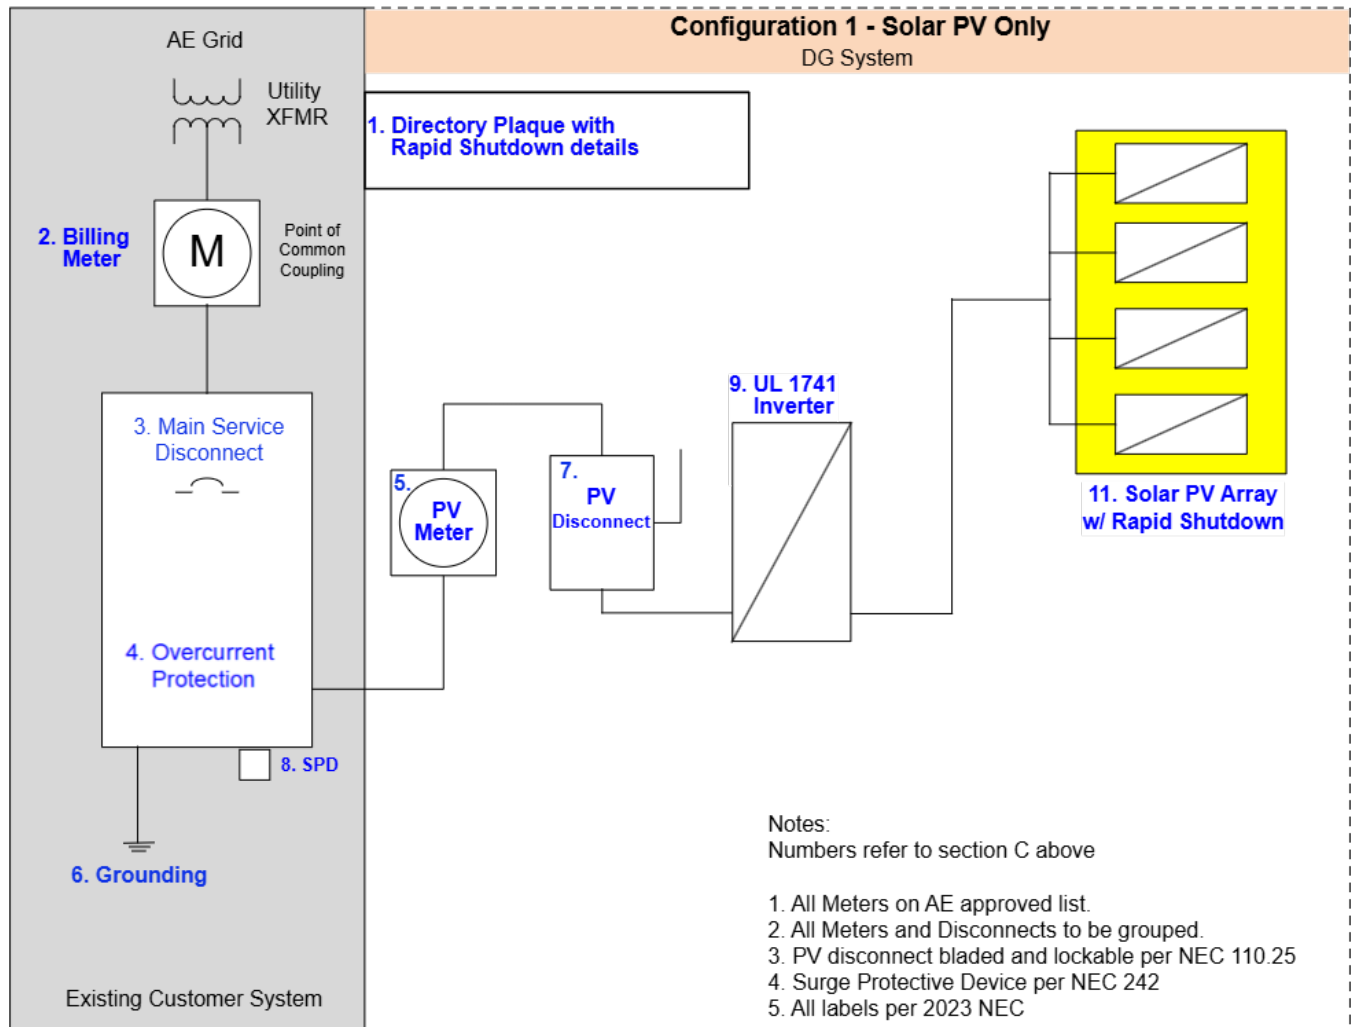 AE Grid
Utility
XFMR
Configuration 1 - Solar PV Only
DG System
1. Directory Plaque with
Rapid Shutdown details
2. Billing
Meter
M
Point of
Common
Coupling
3. Main Service
Disconnect
4. Overcurrent
Protection
5.
PV
Meter
7.
PV
Disconnect
9. UL 1741
Inverter
11. Solar PV Array
w/ Rapid Shutdown
8. SPD
6. Grounding
Existing Customer System
Notes:
Numbers refer to section C above
1. All Meters on AE approved list.
2. All Meters and Disconnects to be grouped.
3. PV disconnect bladed and lockable per NEC 110.25
4. Surge Protective Device per NEC 242
5. All labels per 2023 NEC